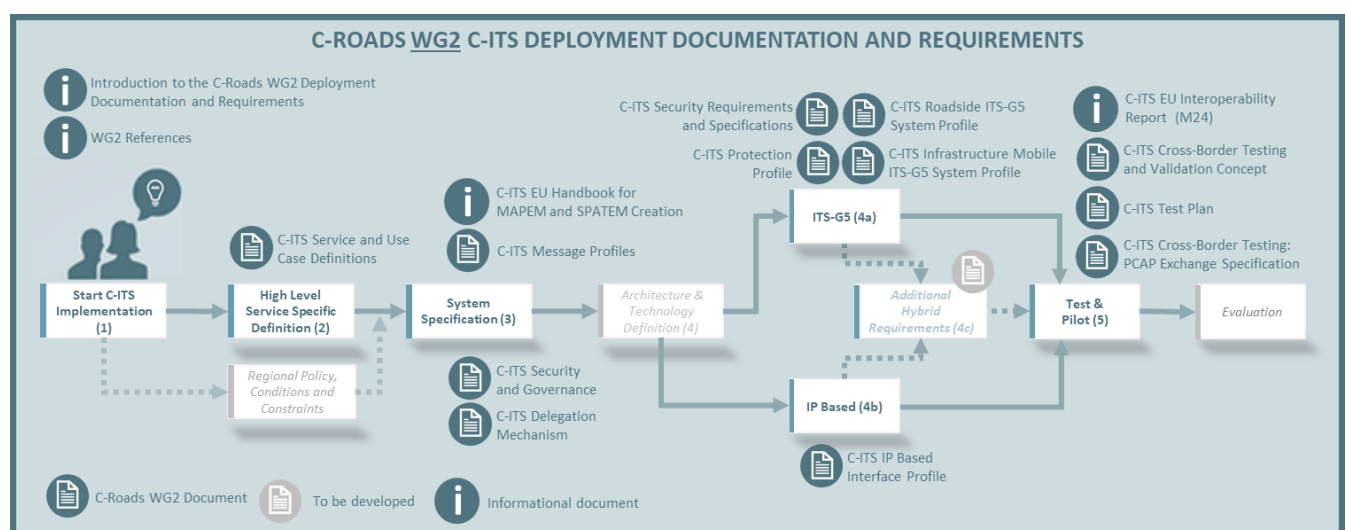 C-ROADS WG2 C-ITS DEPLOYMENT DOCUMENTATION AND REQUIREMENTS
Introduction to the C-Roads WG2 Deployment
Documentation and Requirements
WG2 References
C-ITS Service and Use
Case Definitions
C-ITS EU Handbook for
MAPEM and SPATEM Creation
C-ITS Message Profiles
C-ITS Security Requirements
and Specifications
C-ITS Roadside ITS-G5
System Profile
C-ITS Protection
Profile
C-ITS Infrastructure Mobile
ITS-G5 System Profile
C-ITS EU Interoperability
Report (M24)
C-ITS Cross-Border Testing
and Validation Concept
C-ITS Test Plan
C-ITS Cross-Border Testing:
PCAP Exchange Specification
Start C-ITS
Implementation
(1)
High Level
Service Specific
Definition (2)
Regional Policy,
Conditions and
Constraints
System
Specification (3)
C-ITS Security
and Governance
C-ITS Delegation
Mechanism
Architecture &
Technology
Definition (4)
ITS-G5 (4a)
Additional
Hybrid
Requirements (4c)
IP Based (4b)
C-ITS IP Based
Interface Profile
Test &
Pilot (5)
Evaluation
C-Roads WG2 Document
To be developed
Informational document